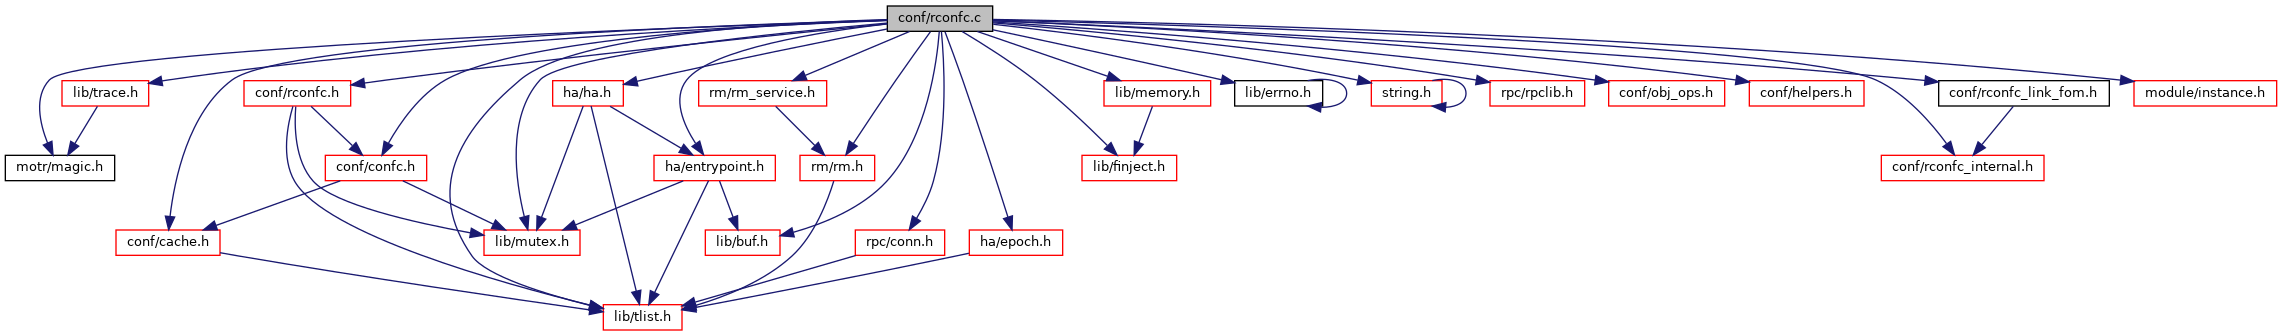 conf/rconfc.c
lib/trace.h
conf/rconfc.h
ha/ha.h
rm/rm_service.h
lib/memory.h
lib/errno.h
string.h
rpc/rpclib.h
conf/obj_ops.h
conf/helpers.h
conf/rconfc_link_fom.h
module/instance.h
motr/magic.h
conf/confc.h
ha/entrypoint.h
rm/rm.h
lib/finject.h
conf/rconfc_internal.h
conf/cache.h
lib/mutex.h
lib/buf.h
rpc/conn.h
ha/epoch.h
lib/tlist.h